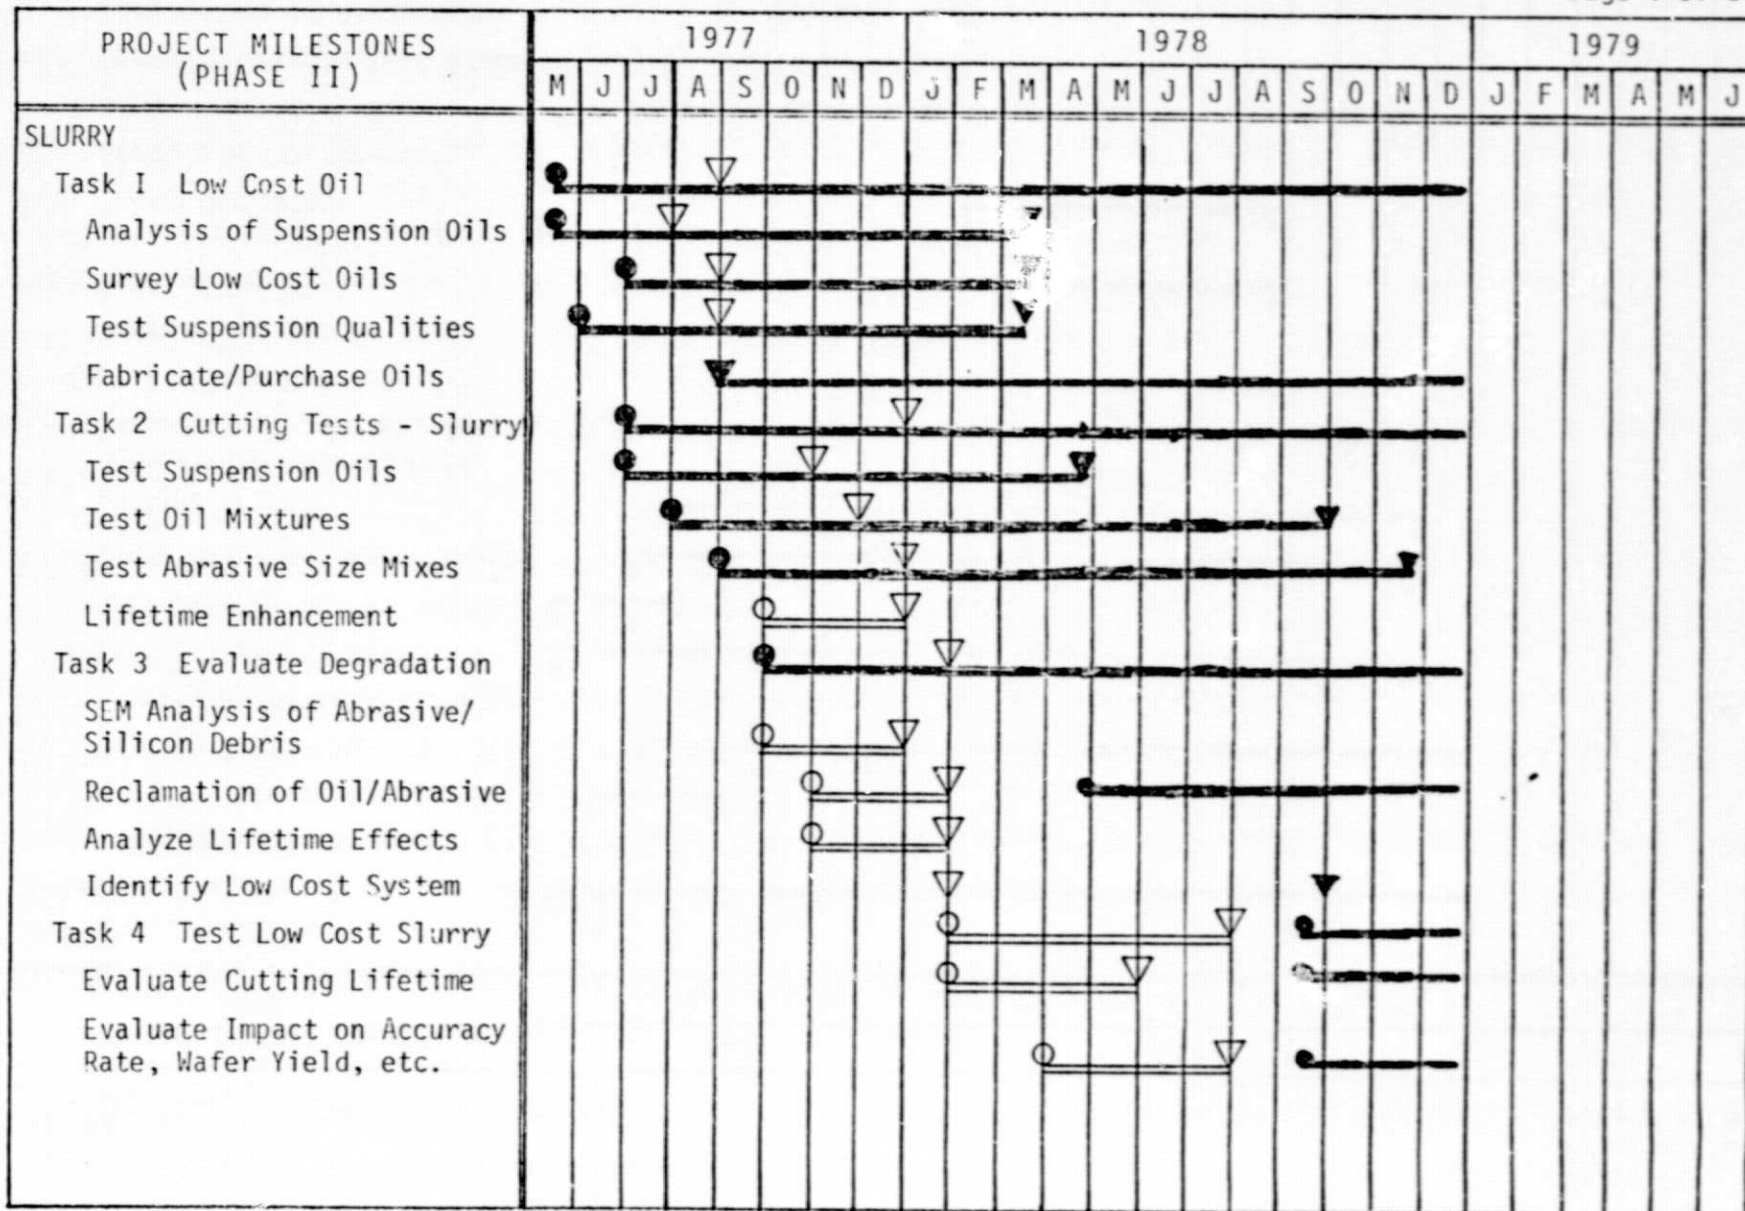 PROJECT MILESTONES
(PHASE II)
1977
1978
1979
M J J A S O N D J F M A M J J A S O N D J F M A M J
SLURRY
Task I Low Cost Oil
Analysis of Suspension Oils
Survey Low Cost Oils
Test Suspension Qualities
Fabricate/Purchase Oils
Task 2 Cutting Tests - Slurry
Test Suspension Oils
Test Oil Mixtures
Test Abrasive Size Mixes
Lifetime Enhancement
Task 3 Evaluate Degradation
SEM Analysis of Abrasive/
Silicon Debris
Reclamation of Oil/Abrasive
Analyze Lifetime Effects
Identify Low Cost System
Task 4 Test Low Cost Slurry
Evaluate Cutting Lifetime
Evaluate Impact on Accuracy
Rate, Wafer Yield, etc.